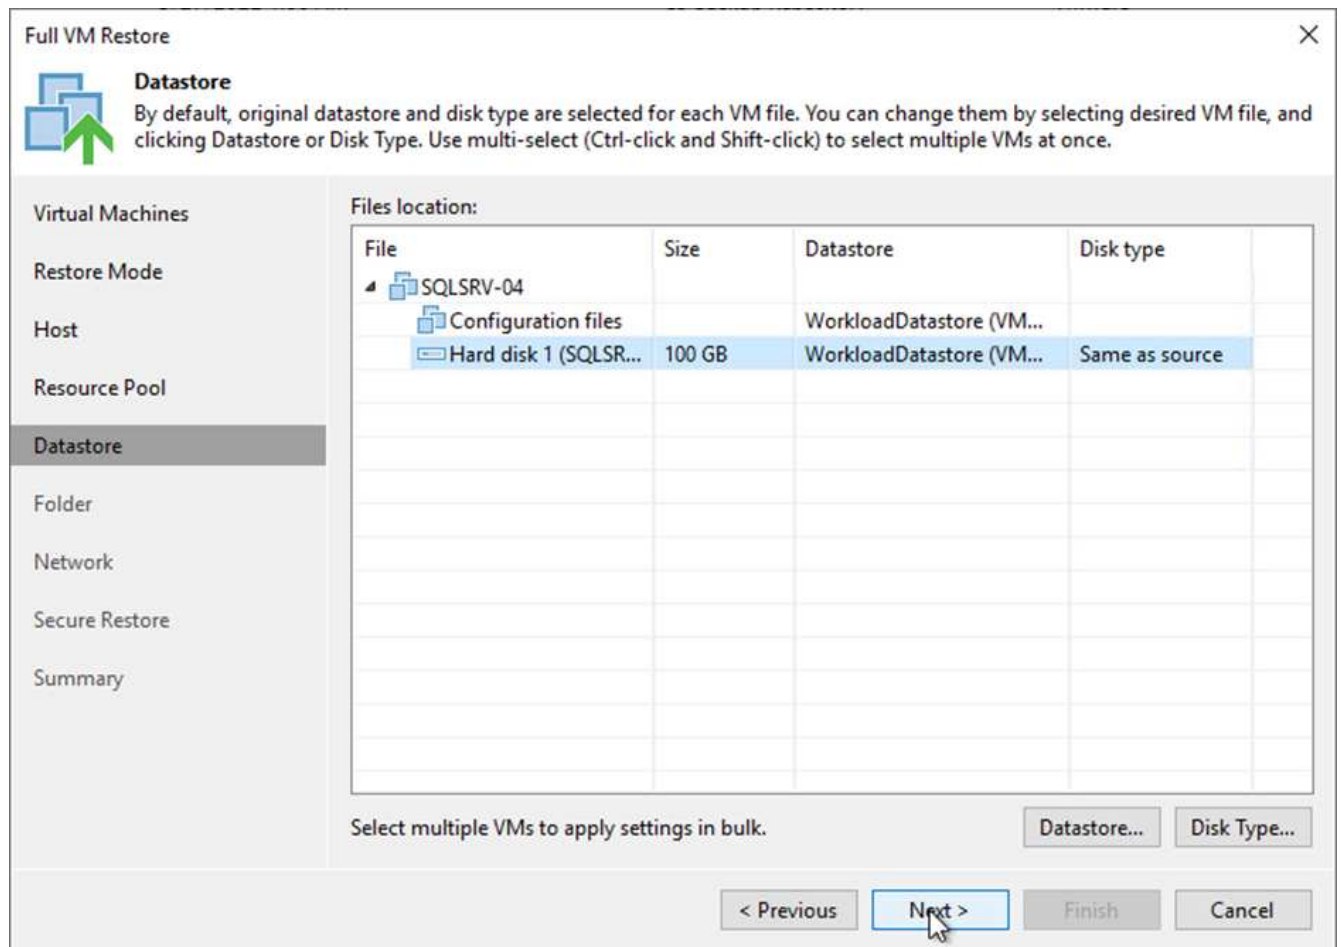 Full VM Restore
Datastore
By default, original datastore and disk type are selected for each VM file. You can change them by selecting desired VM file, and
clicking Datastore or Disk Type. Use multi-select (Ctrl-click and Shift-click) to select multiple VMs at once.
Virtual Machines
Restore Mode
Host
Resource Pool
Datastore
Folder
Network
Secure Restore
Summary
Files location:
File Size Datastore Disk type
SQLSRV-04
Configuration files WorkloadDatastore (VM...
Hard disk 1 (SQLSR... 100 GB WorkloadDatastore (VM... Same as source
Select multiple VMs to apply settings in bulk.
Datastore... Disk Type...
< Previous Next > Finish Cancel